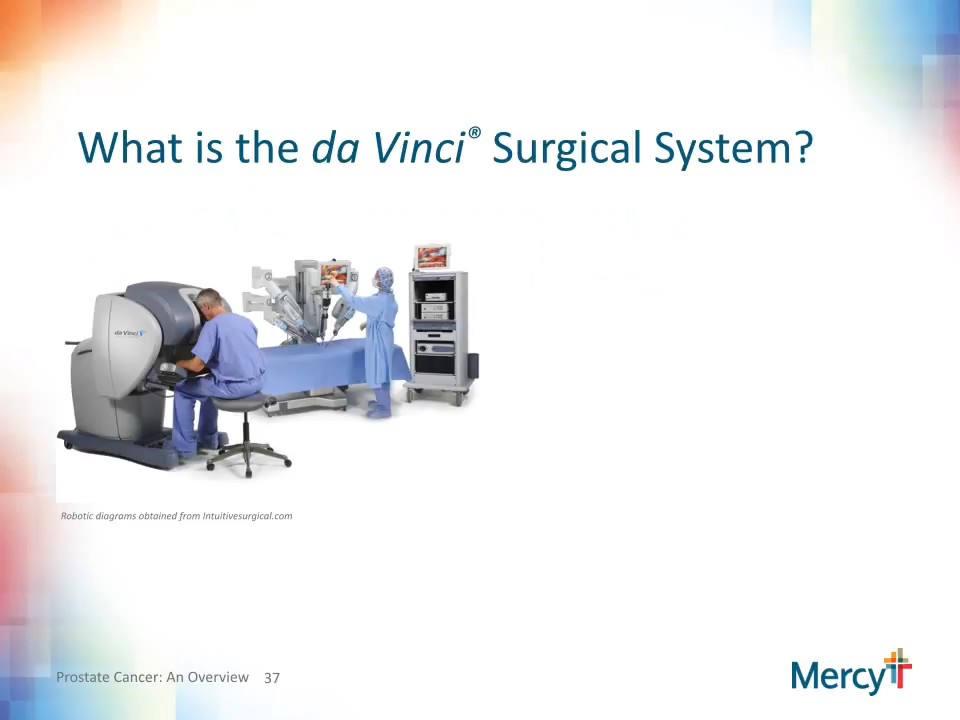 What is the da Vinci® Surgical System?
da Vinci
Robotic diagrams obtained from Intuitivesurgical.com
Prostate Cancer: An Overview 37
Mercy